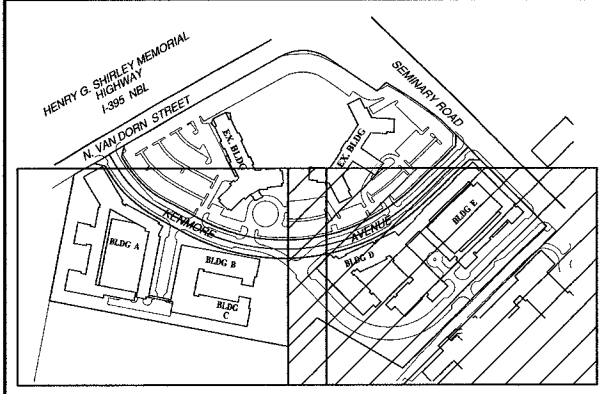 HENRY G. SHIRLEY MEMORIAL
HIGHWAY
I-395 NBL
N. VAN DORN STREET
SEMINARY ROAD
EX. BLDG
EX. BLDG
KENMORE
AVENUE
BLDG A
BLDG B
BLDG
C
BLDG D
BLDG E